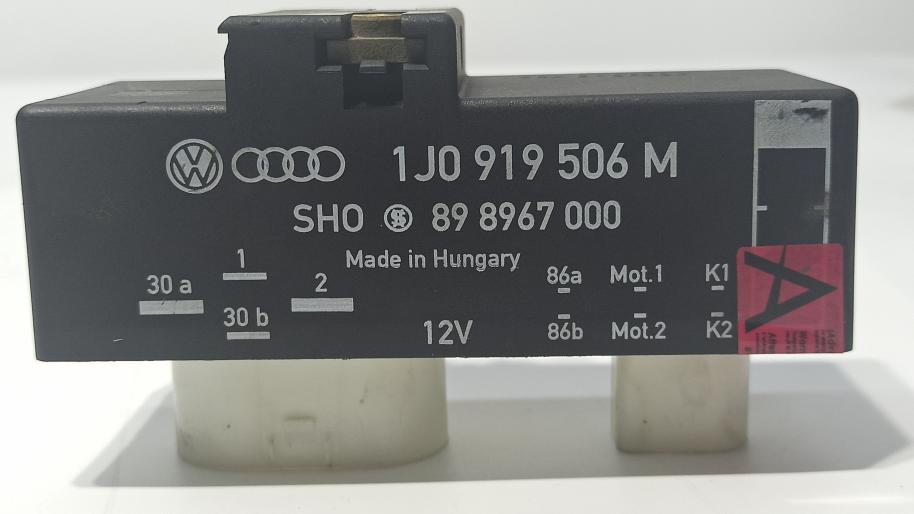 1J0 919 506 M
SHO 89 8967 000
Made in Hungary
30 a 1 2 86a Mot.1 K1
30 b 12V 86b Mot.2 K2
A